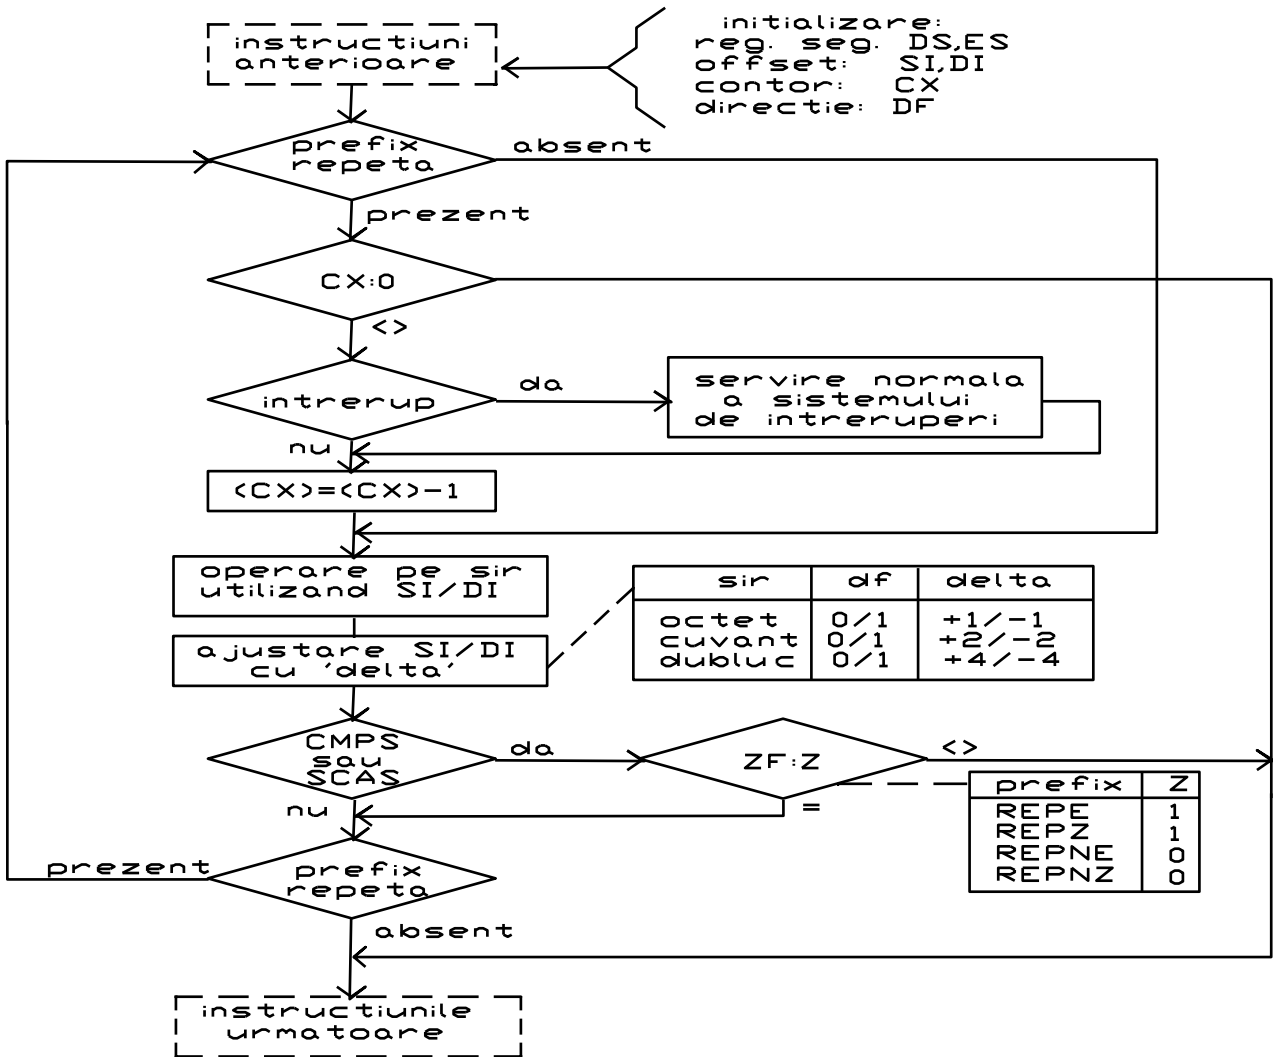 instructiuni
anterioare
initializare:
reg. seg. DS,ES
offset: SI,DI
contor: CX
directie: DF
prefix
repeta
absent
prezent
CX:0
<>
intrerup
da
servire normala
a sistemului
de intreruperi
nu
<CX>=<CX>-1
operare pe sir
utilizand SI/DI
ajustare SI/DI
cu 'delta'
sir df delta
octet 0/1 +1/-1
cuvant 0/1 +2/-2
dubluc 0/1 +4/-4
CMPS
sau
SCAS
da
ZF:Z
<>
nu
=
prefix Z
REPE 1
REPZ 1
REPNE 0
REPNZ 0
prezent
prefix
repeta
absent
instructiunile
urmatoare